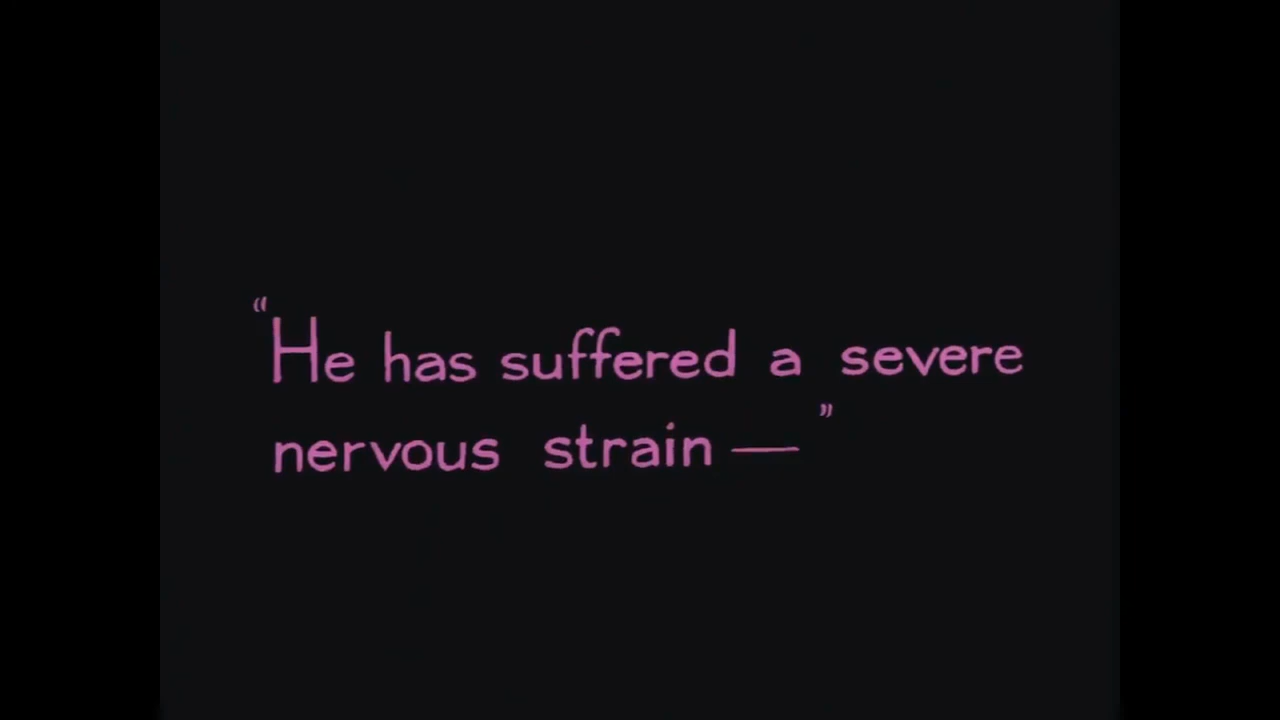 “He has suffered a severe
nervous strain — ”